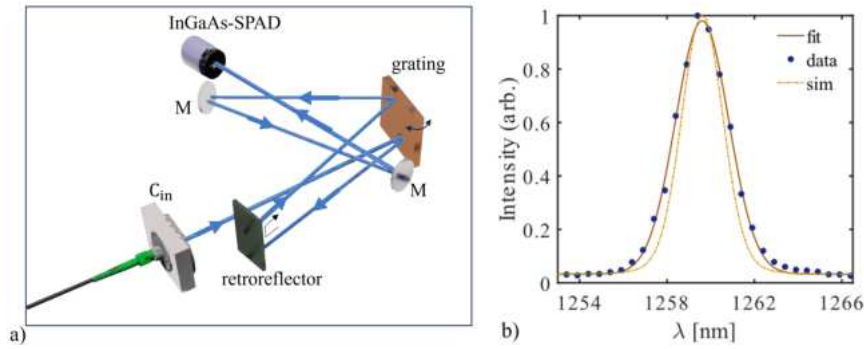 InGaAs-SPAD
grating
M
M
C_in
retroreflector
a)
Intensity (arb.)
1
0.8
0.6
0.4
0.2
0
fit
data
sim
1254
1258
1262
1266
λ [nm]
b)